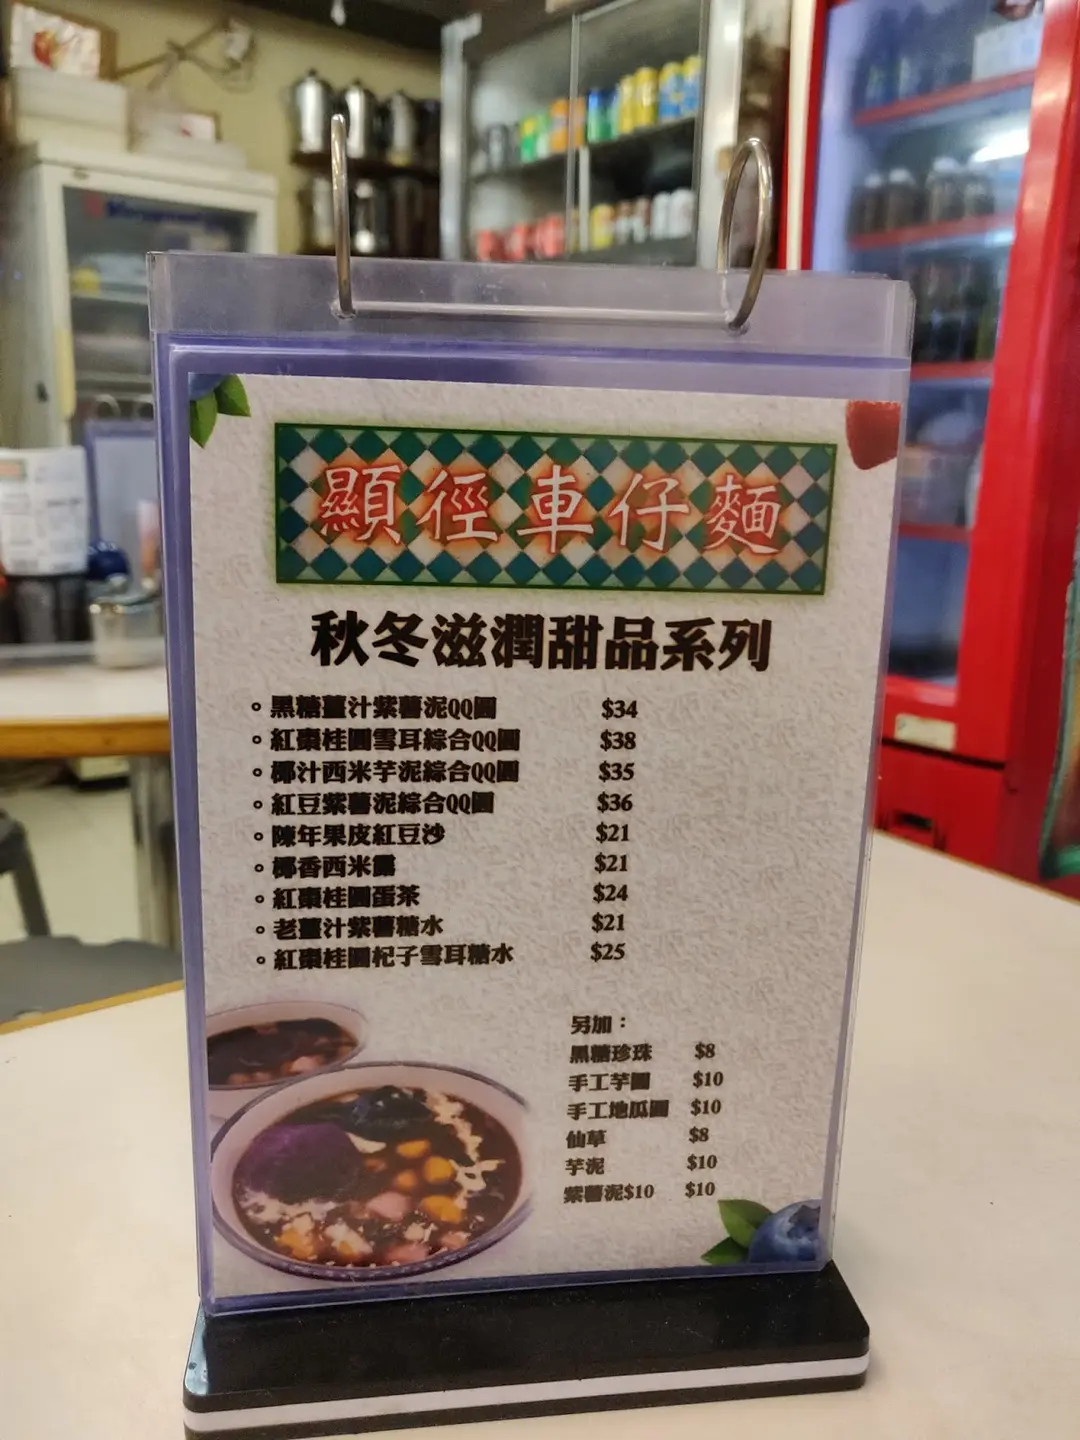 顯徑車仔麵
秋冬滋潤甜品系列
黑糖薑汁紫薯泥QQ圓 $34
紅棗桂圓雪耳綜合QQ圓 $38
椰汁西米芋泥綜合QQ圓 $35
紅豆紫薯泥綜合QQ圓 $36
陳年果皮紅豆沙 $21
椰香西米露 $21
紅棗桂圓蛋茶 $24
老薑汁紫薯糖水 $21
紅棗桂圓杞子雪耳糖水 $25
另加：
黑糖珍珠 $8
手工芋圓 $10
手工地瓜圓 $10
仙草 $8
芋泥 $10
紫薯泥$10 $10